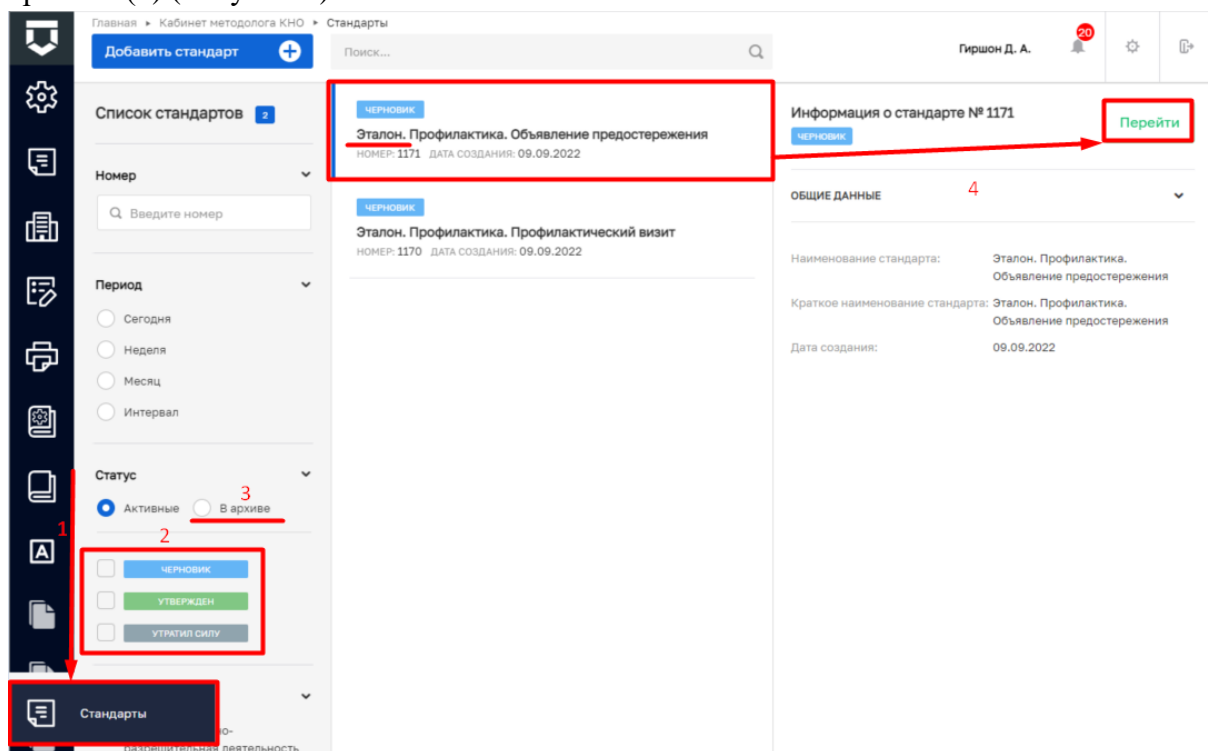 Главная ▸ Кабинет методолога КНО ▸ Стандарты
Добавить стандарт
Поиск...
Гиршон Д. А.
20
Список стандартов 2
Номер
Введите номер
Период
Сегодня
Неделя
Месяц
Интервал
Статус
3
Активные
В архиве
1
2
ЧЕРНОВИК
УТВЕРЖДЕН
УТРАТИЛ СИЛУ
Стандарты
разрешительная деятельность
ЧЕРНОВИК
Эталон. Профилактика. Объявление предостережения
НОМЕР: 1171 ДАТА СОЗДАНИЯ: 09.09.2022
ЧЕРНОВИК
Эталон. Профилактика. Профилактический визит
НОМЕР: 1170 ДАТА СОЗДАНИЯ: 09.09.2022
Информация о стандарте № 1171
ЧЕРНОВИК
Перейти
4
ОБЩИЕ ДАННЫЕ
Наименование стандарта: Эталон. Профилактика.
Объявление предостережения
Краткое наименование стандарта: Эталон. Профилактика.
Объявление предостережения
Дата создания: 09.09.2022